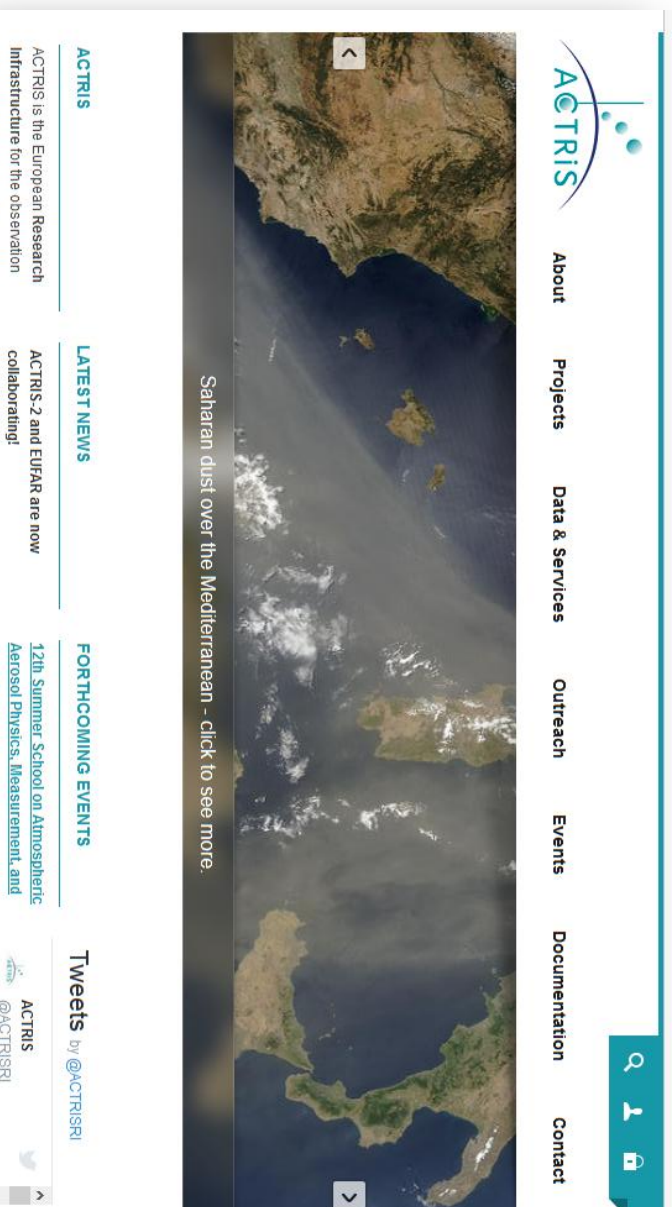 ACTRiS
About Projects Data & Services Outreach Events Documentation Contact
Saharan dust over the Mediterranean - click to see more.
ACTRIS
ACTRIS is the European Research
Infrastructure for the observation
LATEST NEWS
ACTRIS-2 and EUFAR are now
collaborating!
FORTHCOMING EVENTS
12th Summer School on Atmospheric
Aerosol Physics, Measurement, and
Tweets by @ACTRISRI
ACTRIS
@ACTRISRI